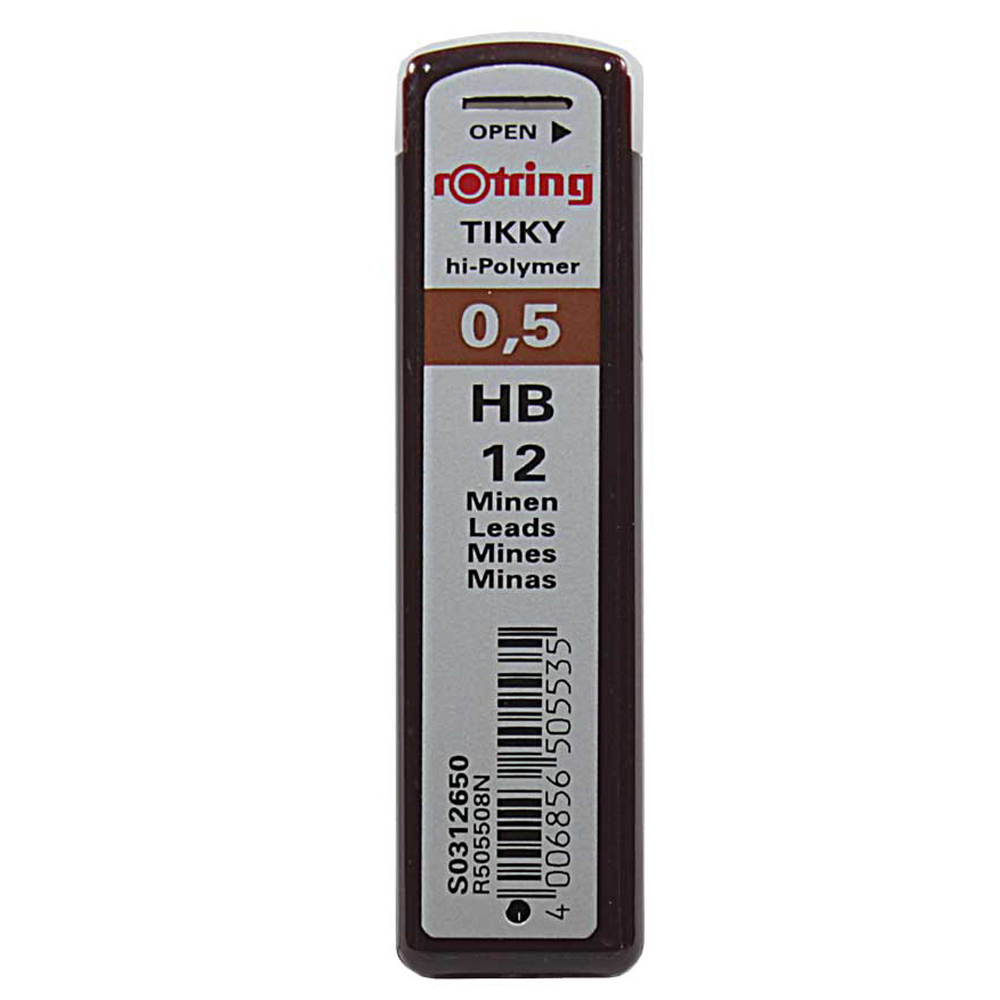 OPEN ▶
rotring
TIKKY
hi-Polymer
0,5
HB
12
Minen
Leads
Mines
Minas
S0312650
R505508N
4 006856 505535